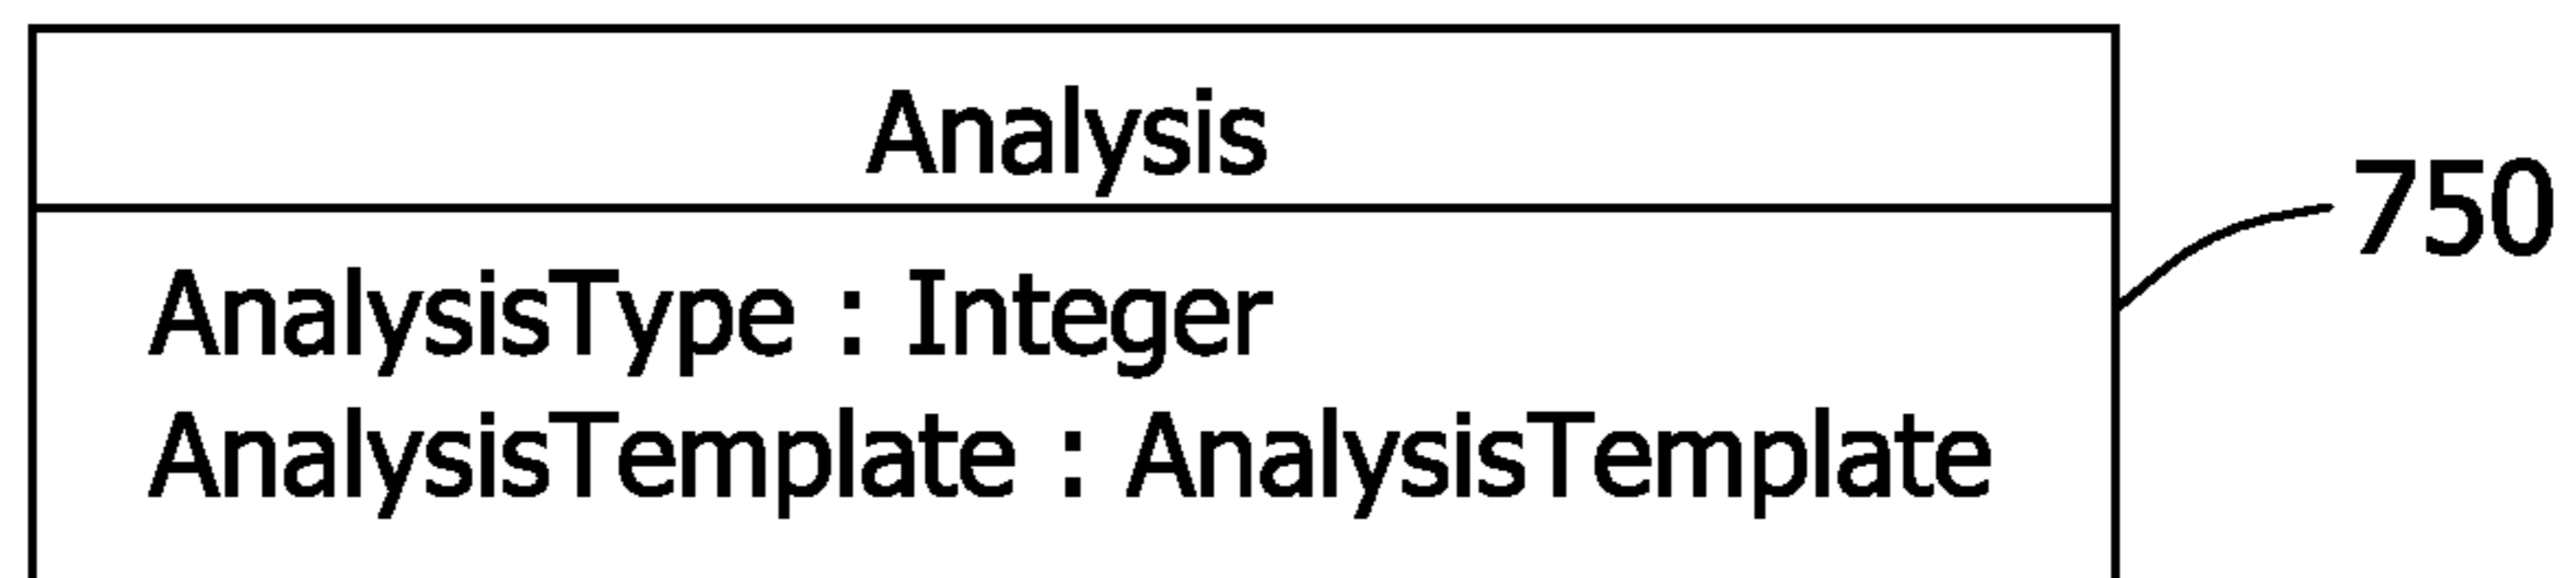 Analysis
750
AnalysisType : Integer
AnalysisTemplate : AnalysisTemplate